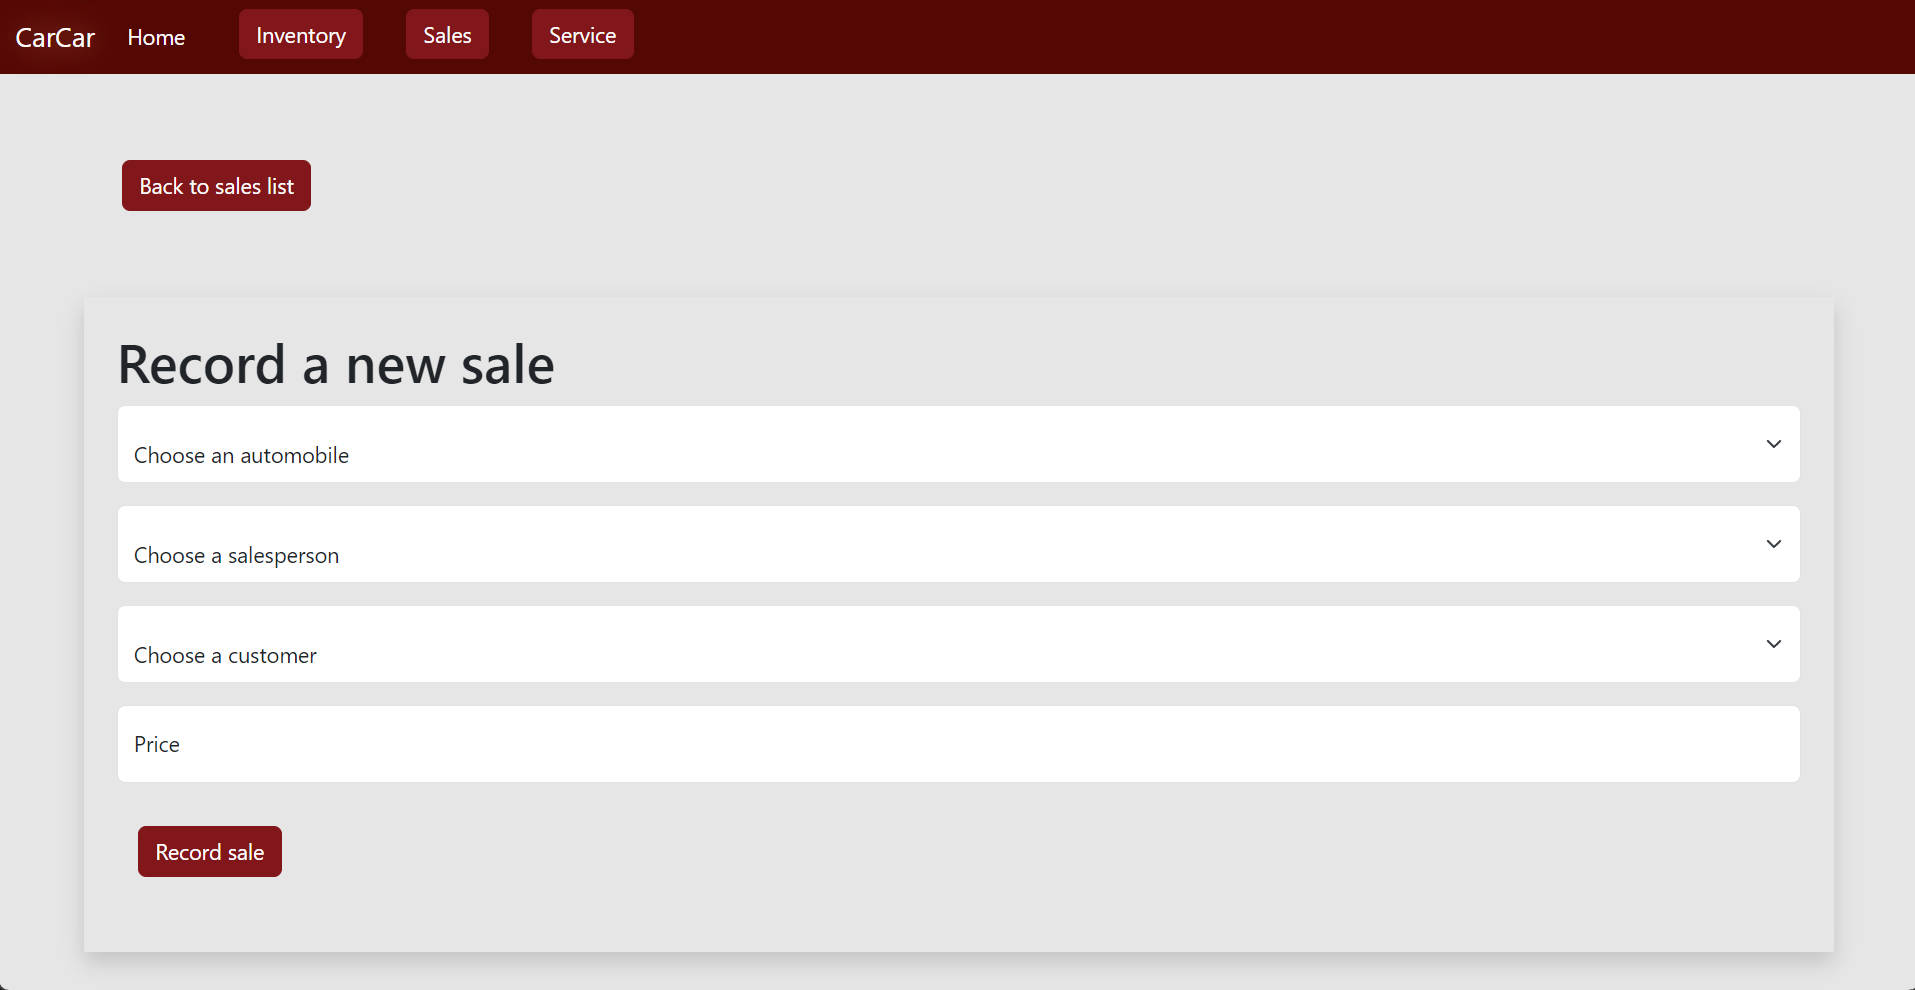 CarCar Home Inventory Sales Service
Back to sales list
Record a new sale
Choose an automobile
Choose a salesperson
Choose a customer
Price
Record sale